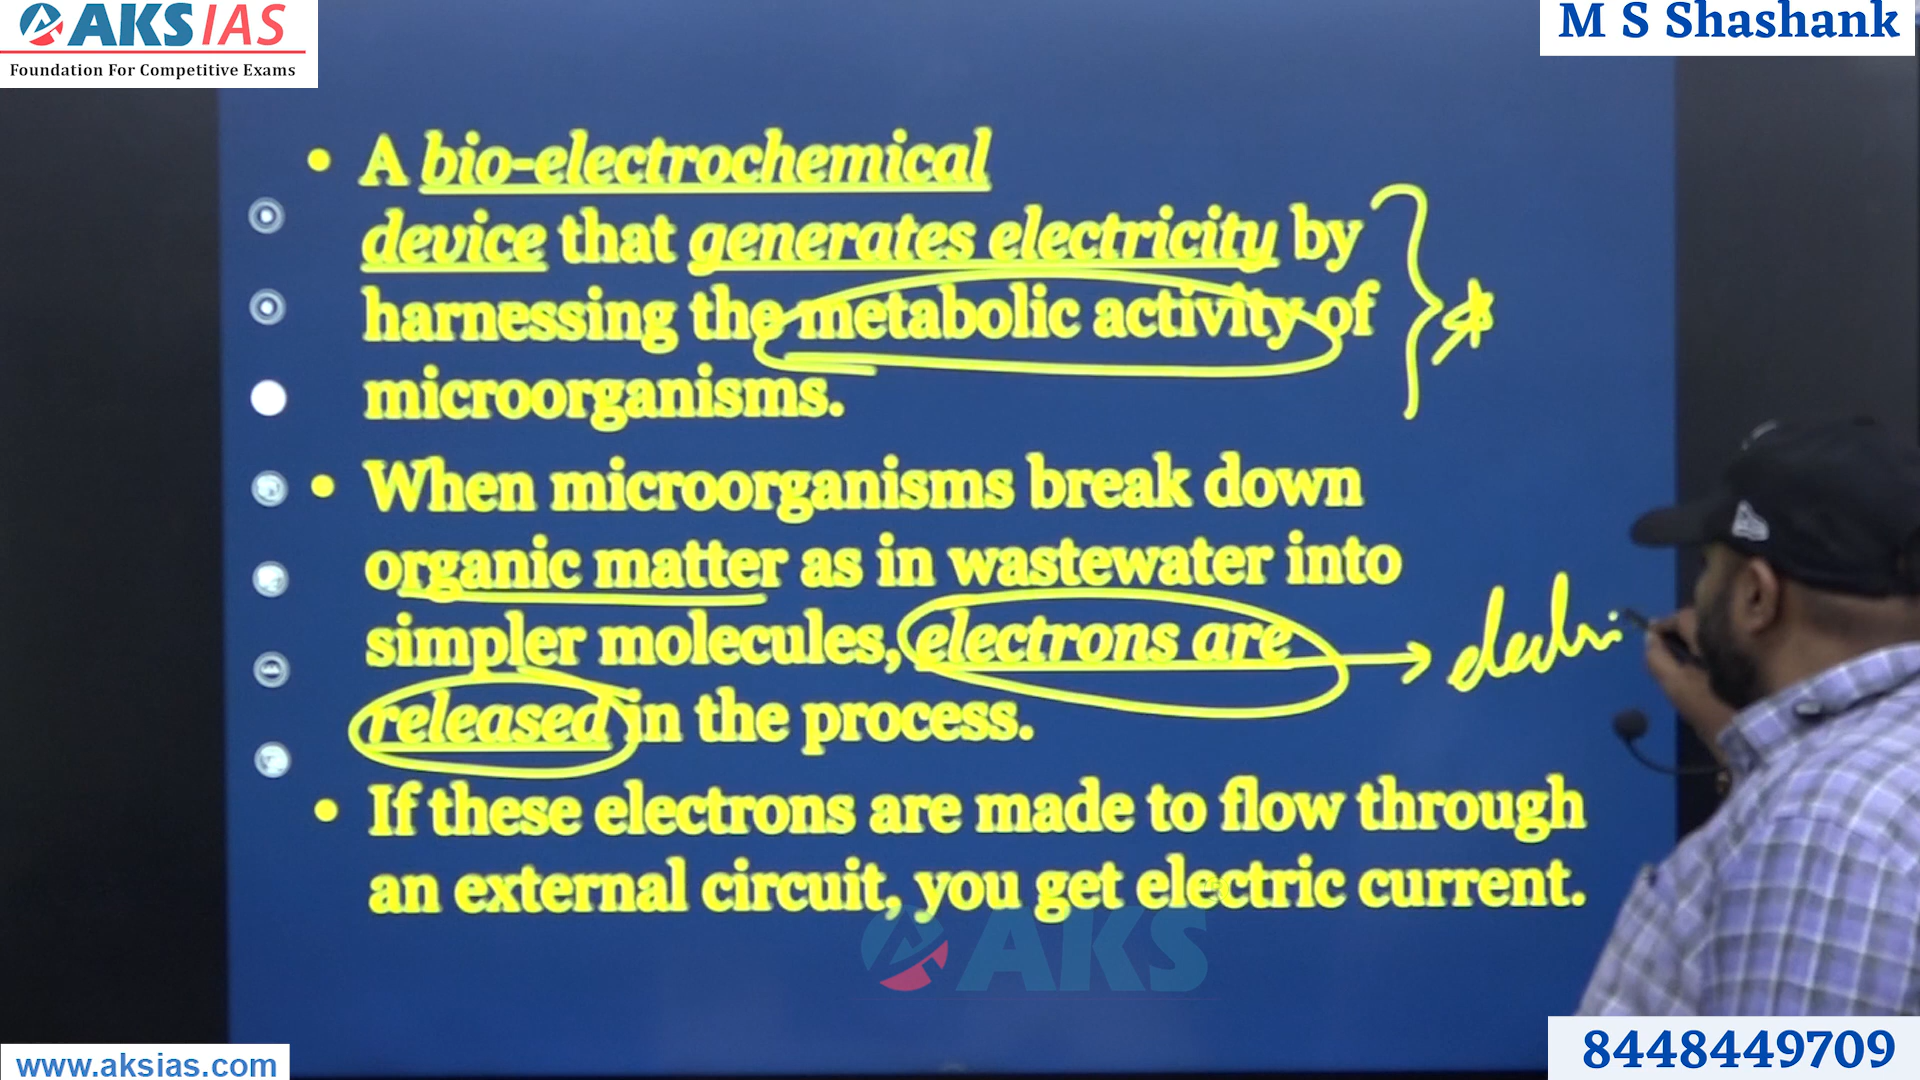 AKS IAS
Foundation For Competitive Exams
M S Shashank
• A bio-electrochemical
device that generates electricity by
harnessing the metabolic activity of
microorganisms.
• When microorganisms break down
organic matter as in wastewater into
simpler molecules, electrons are
released in the process.
electri
• If these electrons are made to flow through
an external circuit, you get electric current.
AKS
www.aksias.com
8448449709